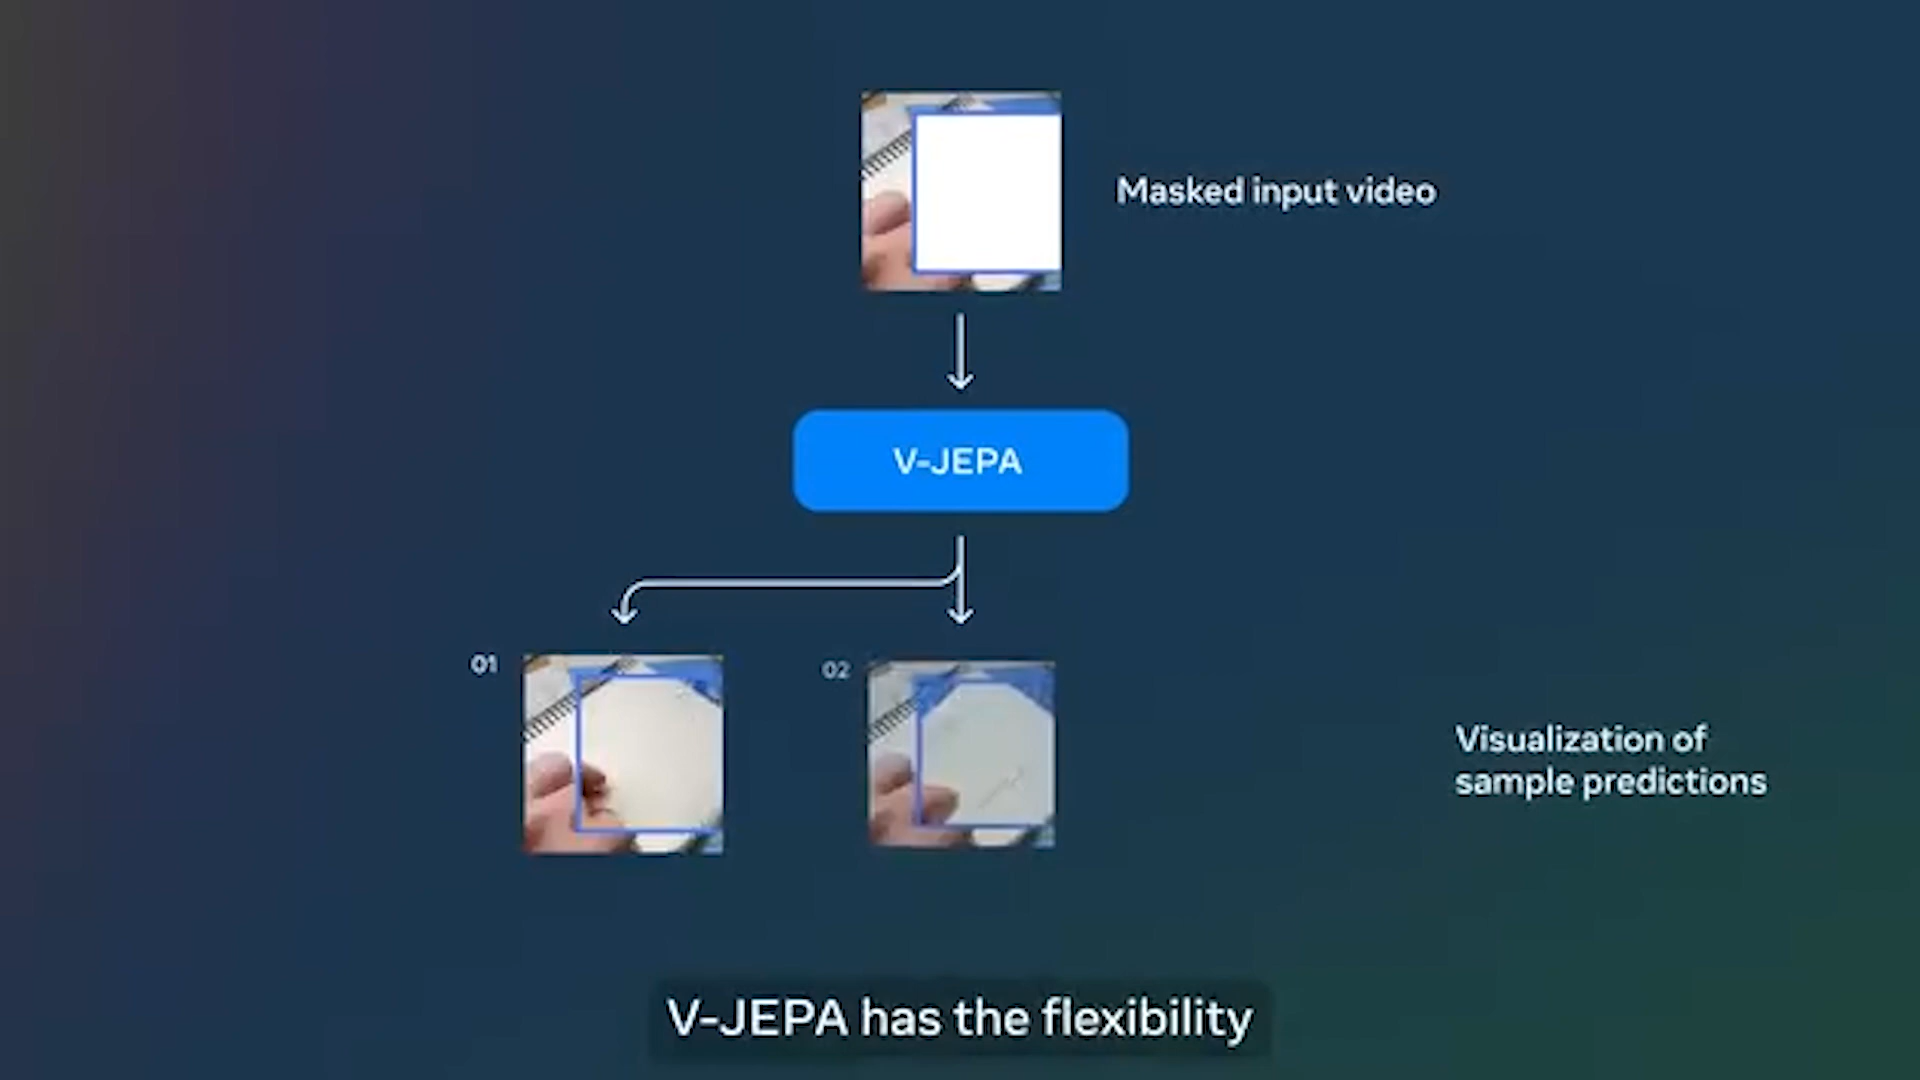 Masked input video
V-JEPA
01
02
Visualization of
sample predictions
V-JEPA has the flexibility